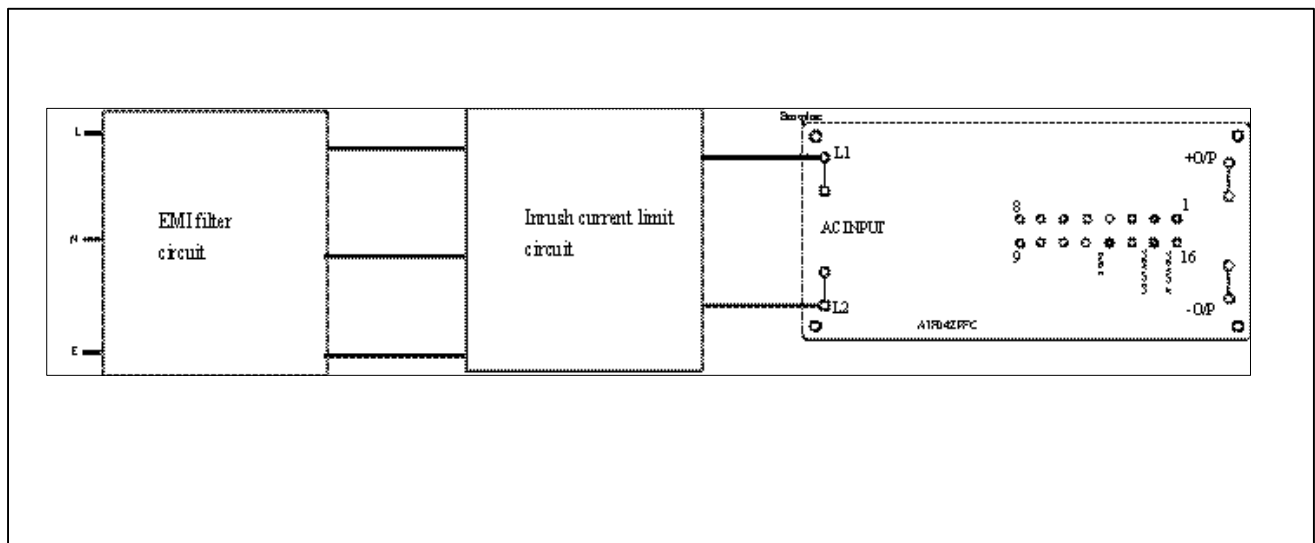 L
N
E
EMI filter
circuit
Inrush current limit
circuit
L1
AC INPUT
L2
8
1
9
16
+O/P
-O/P